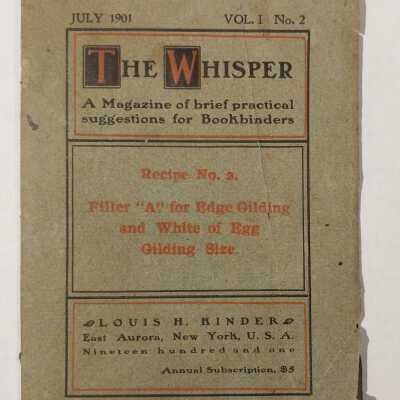 JULY 1901 VOL. I No. 2
THE WHISPER
A Magazine of brief practical
suggestions for Bookbinders
Recipe No. 2.
Filler "A" for Edge Gilding
and White of Egg
Gilding Size.
LOUIS H. KINDER
East Aurora, New York, U. S. A.
Nineteen hundred and one
Annual Subscription, $5